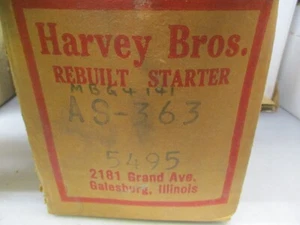 Harvey Bros.
REBUILT STARTER
MBG4141
AS-363
5495
2181 Grand Ave.
Galesburg, Illinois